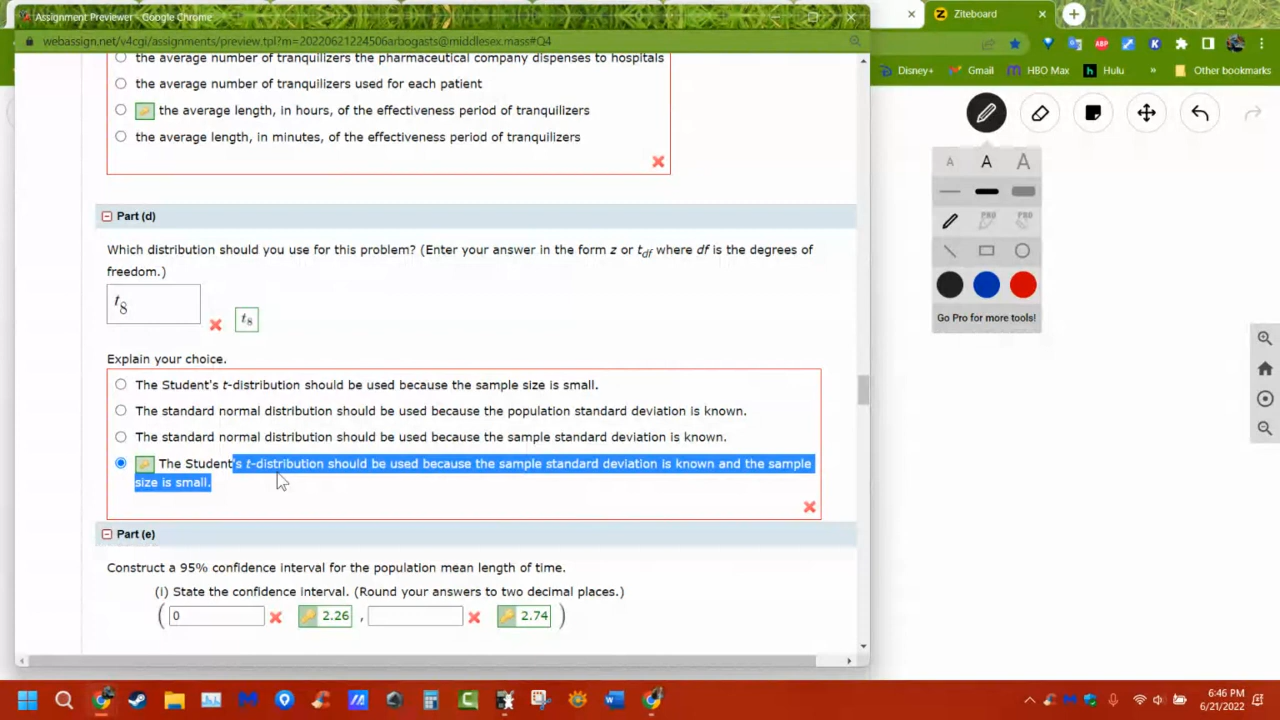 Assignment Previewer - Google Chrome
Ziteboard
webassign.net/v4cgi/assignments/preview.tpl?m=20220621224506arbogasts@middlesex.mass#Q4
ABP
K
Disney+
Gmail
HBO Max
Hulu
»
Other bookmarks
the average number of tranquilizers the pharmaceutical company dispenses to hospitals
the average number of tranquilizers used for each patient
the average length, in hours, of the effectiveness period of tranquilizers
the average length, in minutes, of the effectiveness period of tranquilizers
A A A
PRO PRO
Go Pro for more tools!
Part (d)
Which distribution should you use for this problem? (Enter your answer in the form z or tdf where df is the degrees of
freedom.)
t8
t8
Explain your choice.
The Student's t-distribution should be used because the sample size is small.
The standard normal distribution should be used because the population standard deviation is known.
The standard normal distribution should be used because the sample standard deviation is known.
The Student's t-distribution should be used because the sample standard deviation is known and the sample
size is small.
Part (e)
Construct a 95% confidence interval for the population mean length of time.
(i) State the confidence interval. (Round your answers to two decimal places.)
( 0 2.26 , 2.74 )
6:46 PM
6/21/2022